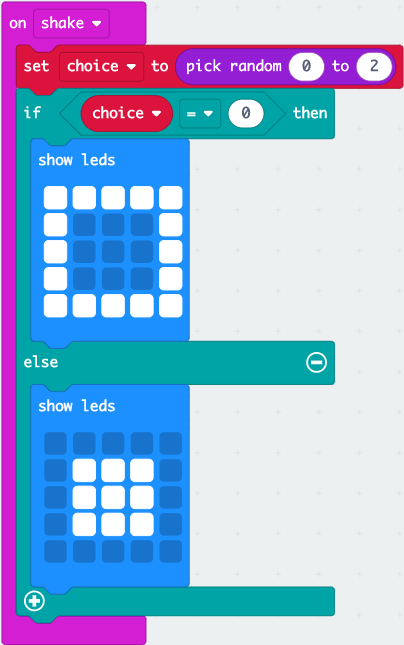 on shake
set choice to pick random 0 to 2
if choice = 0 then
show leds
else
show leds